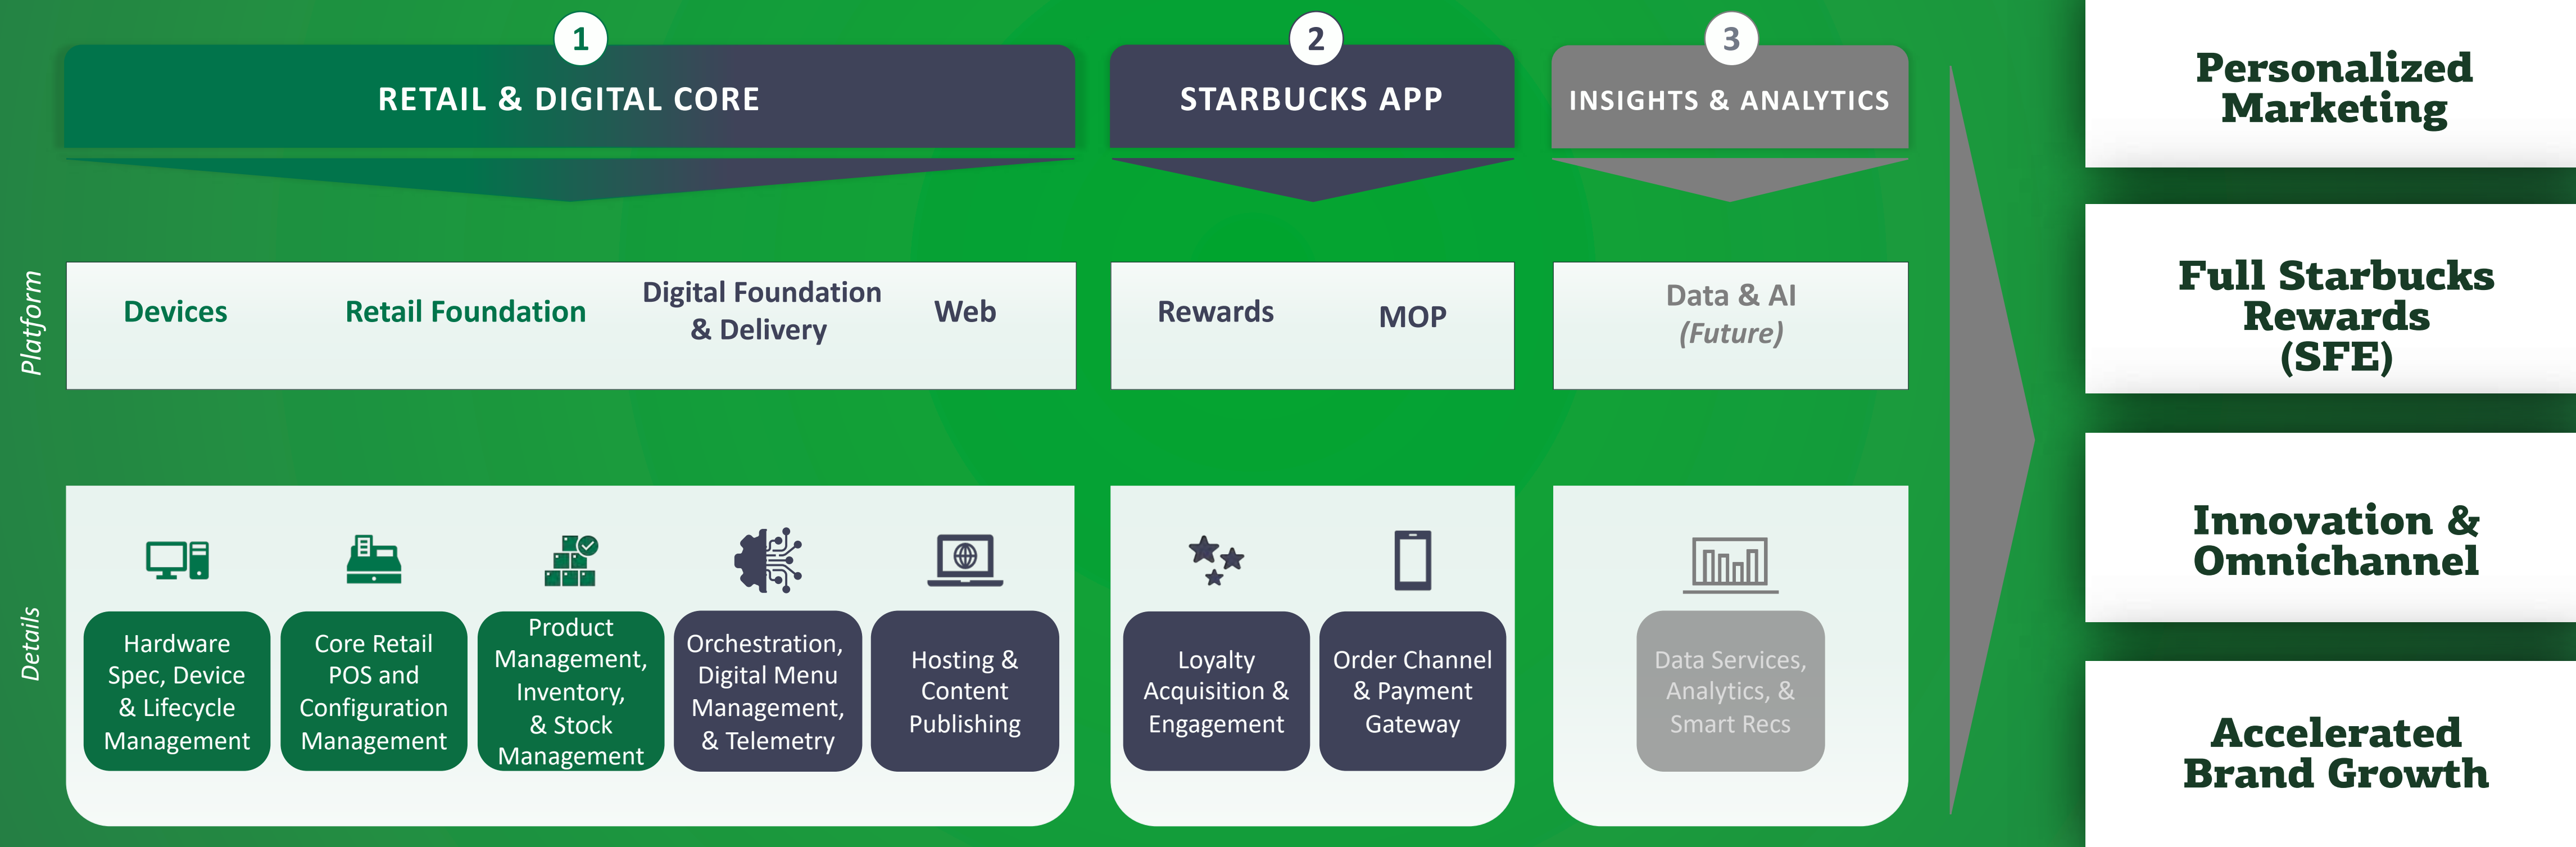 1
RETAIL & DIGITAL CORE
2
STARBUCKS APP
3
INSIGHTS & ANALYTICS
Platform
Devices
Retail Foundation
Digital Foundation
& Delivery
Web
Rewards
MOP
Data & AI
(Future)
Details
Hardware
Spec, Device
& Lifecycle
Management
Core Retail
POS and
Configuration
Management
Product
Management,
Inventory,
& Stock
Management
Orchestration,
Digital Menu
Management,
& Telemetry
Hosting &
Content
Publishing
Loyalty
Acquisition &
Engagement
Order Channel
& Payment
Gateway
Data Services,
Analytics, &
Smart Recs
Personalized
Marketing
Full Starbucks
Rewards
(SFE)
Innovation &
Omnichannel
Accelerated
Brand Growth